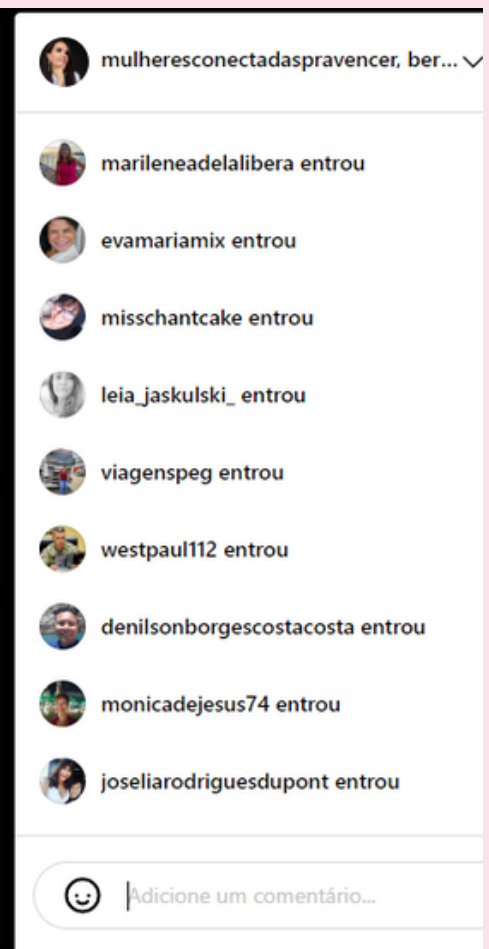 mulheresconectadaspravencer, ber...
marileneadelalibera entrou
evamariamix entrou
misschantcake entrou
leia_jaskulski_ entrou
viagenspeg entrou
westpaul112 entrou
denilsonborgescostacosta entrou
monicadejesus74 entrou
joseliarodriguesdupont entrou
Adicione um comentário...